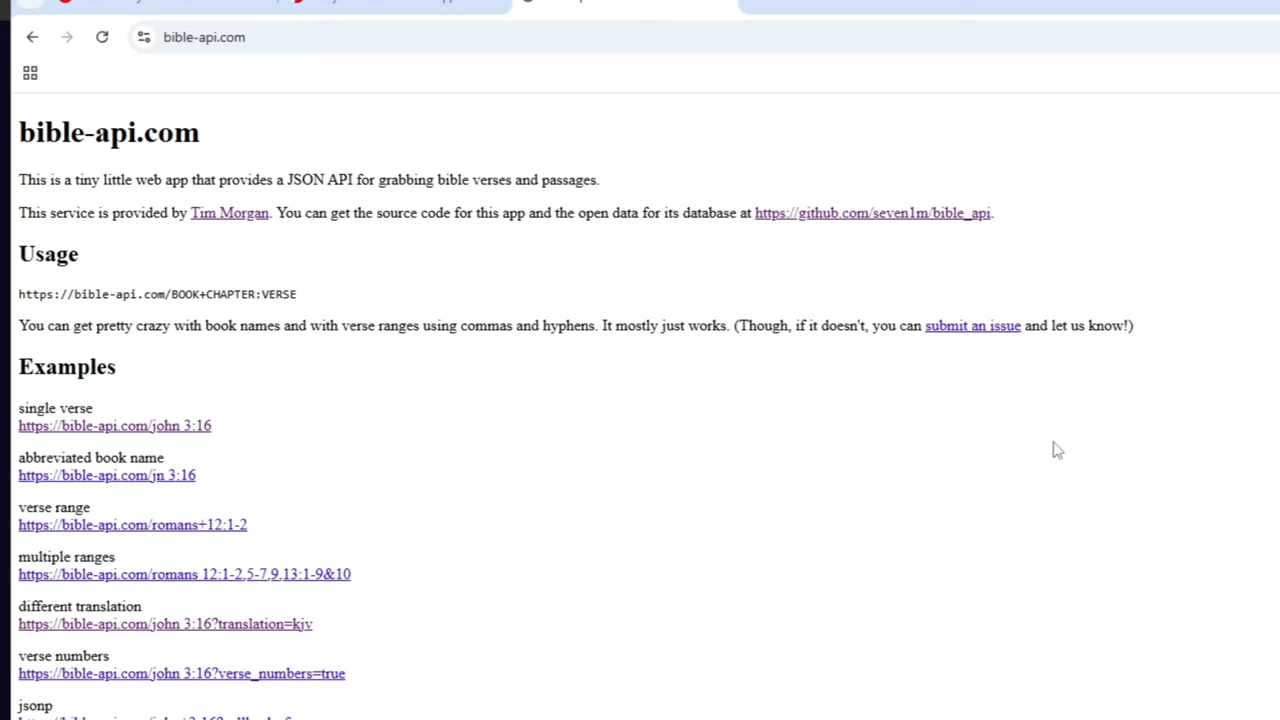 bible-api.com
bible-api.com
This is a tiny little web app that provides a JSON API for grabbing bible verses and passages.
This service is provided by Tim Morgan. You can get the source code for this app and the open data for its database at https://github.com/seven1m/bible_api.
Usage
https://bible-api.com/BOOK+CHAPTER:VERSE
You can get pretty crazy with book names and with verse ranges using commas and hyphens. It mostly just works. (Though, if it doesn't, you can submit an issue and let us know!)
Examples
single verse
https://bible-api.com/john 3:16
abbreviated book name
https://bible-api.com/jn 3:16
verse range
https://bible-api.com/romans+12:1-2
multiple ranges
https://bible-api.com/romans 12:1-2,5-7,9,13:1-9&10
different translation
https://bible-api.com/john 3:16?translation=kjv
verse numbers
https://bible-api.com/john 3:16?verse_numbers=true
jsonp